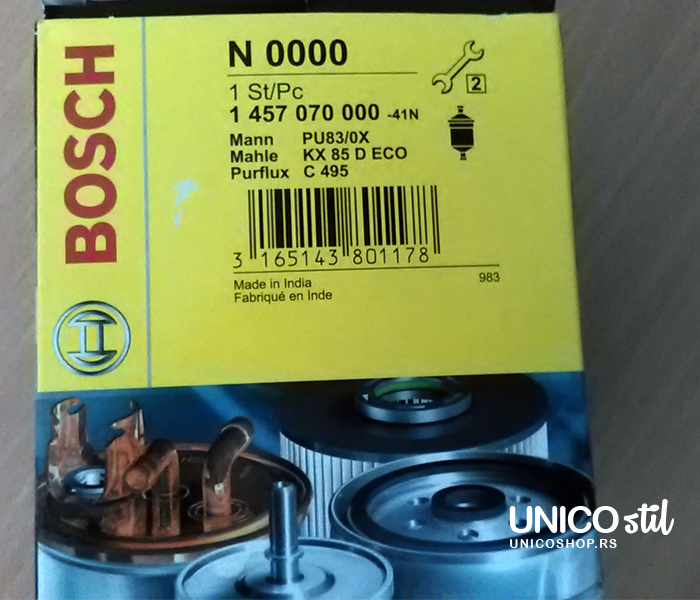 BOSCH
N 0000
2
1 St/Pc
1 457 070 000 -41N
Mann PU83/0X
Mahle KX 85 D ECO
Purflux C 495
3 165143 801178
Made in India
Fabriqué en Inde
983
UNICO stil
UNICOSHOP.RS